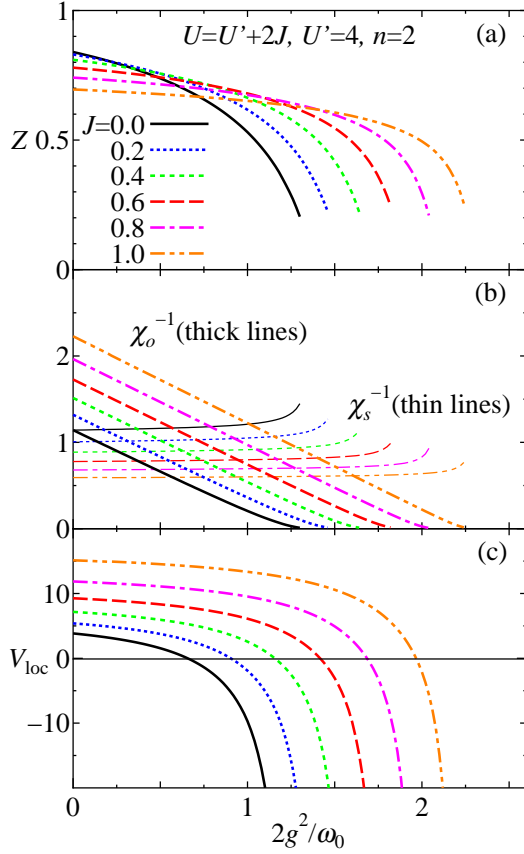 1
U=U'+2J, U'=4, n=2
(a)
Z 0.5
J=0.0
0.2
0.4
0.6
0.8
1.0
0
(b)
χo−1(thick lines)
2
χs−1(thin lines)
1
0
(c)
10
Vloc 0
−10
0 1 2
2g2/ω0